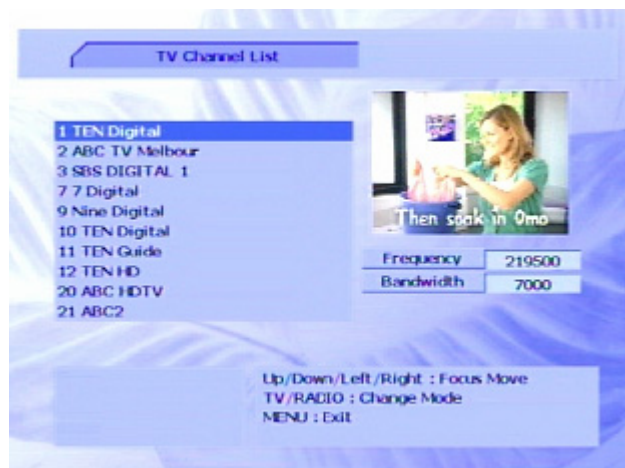 TV Channel List
1 TEN Digital
2 ABC TV Melbour
3 SBS DIGITAL 1
7 7 Digital
9 Nine Digital
10 TEN Digital
11 TEN Guide
12 TEN HD
20 ABC HDTV
21 ABC2
Then soak in Omo
Frequency 219500
Bandwidth 7000
Up/Down/Left/Right : Focus Move
TV/RADIO : Change Mode
MENU : Exit